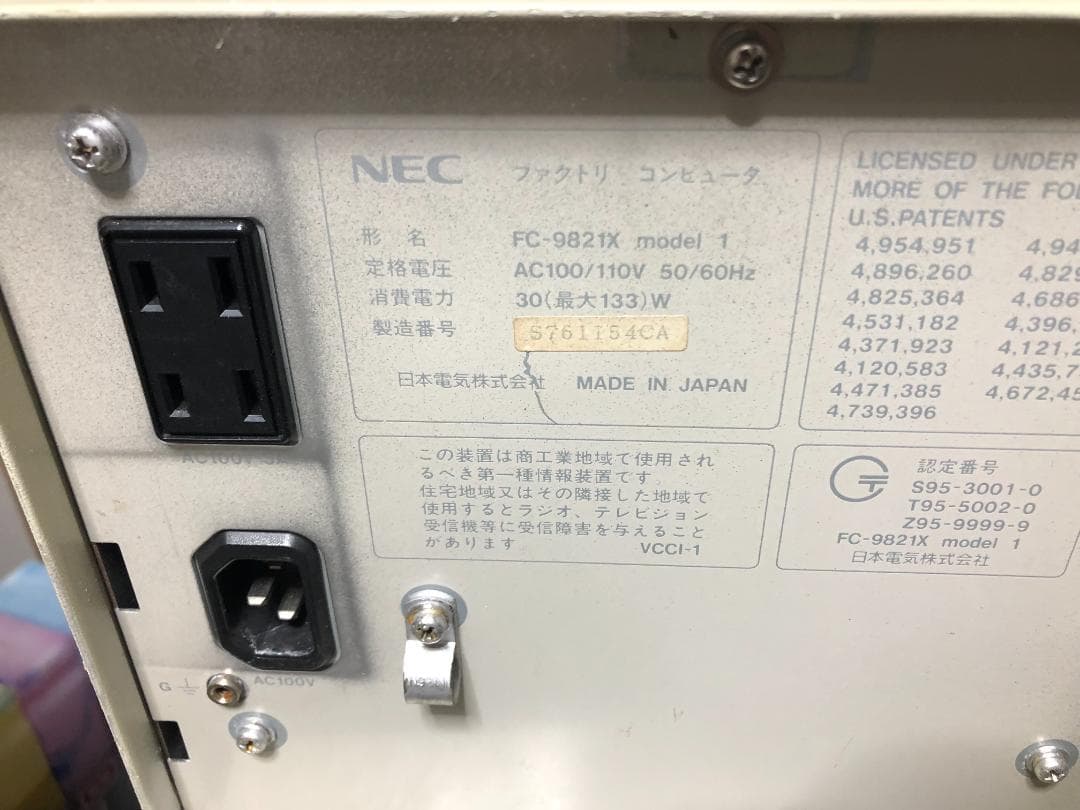 NEC ファクトリ コンピュータ
形 名 FC-9821X model 1
定格電圧 AC100/110V 50/60Hz
消費電力 30(最大133)W
製造番号 S761154CA
日本電気株式会社 MADE IN JAPAN
LICENSED UNDER
MORE OF THE
U.S.PATENTS
4,954,951
4,896,260
4,825,364
4,531,182
4,371,923
4,120,583
4,471,385
4,739,396
この装置は商工業地域で使用され
るべき第一種情報装置です
住宅地域又はその隣接した地域で
使用するとラジオ、テレビジョン
受信機等に受信障害を与えること
があります VCCI-1
認定番号
S95-3001-0
T95-5002-0
Z95-9999-9
FC-9821X model 1
日本電気株式会社
AC100V
G